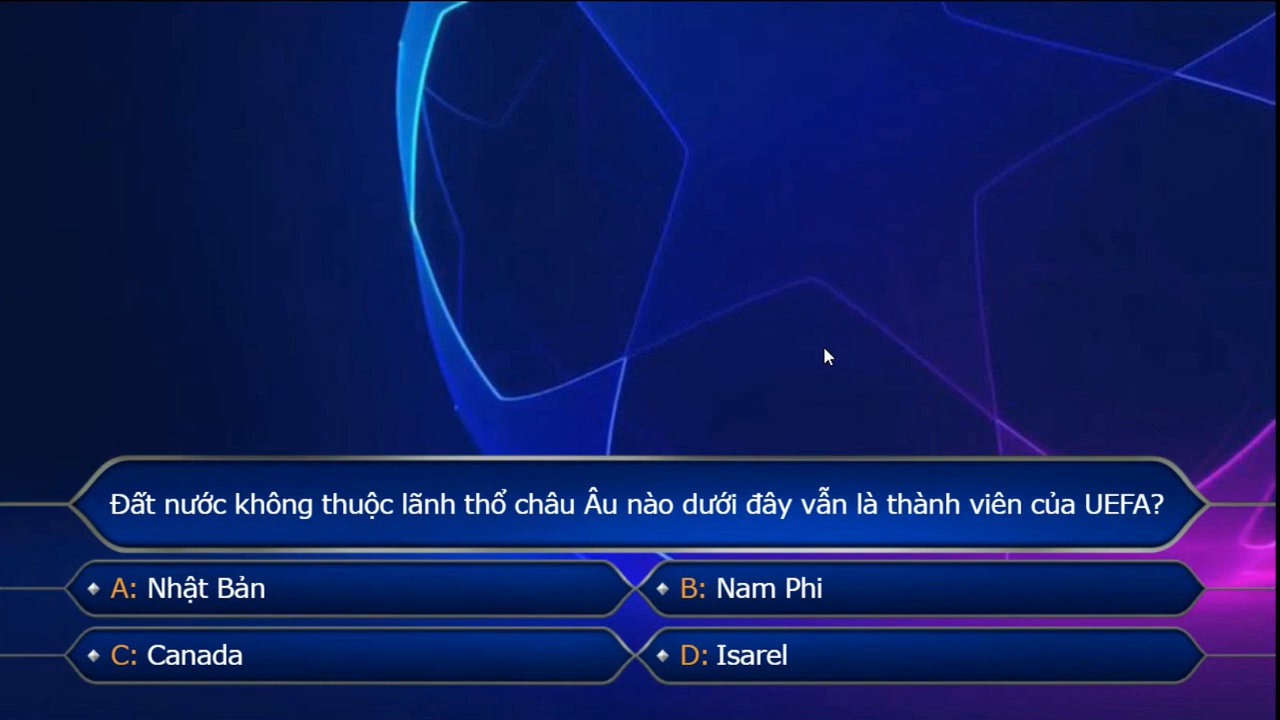 Đất nước không thuộc lãnh thổ châu Âu nào dưới đây vẫn là thành viên của UEFA?
A: Nhật Bản
B: Nam Phi
C: Canada
D: Isarel